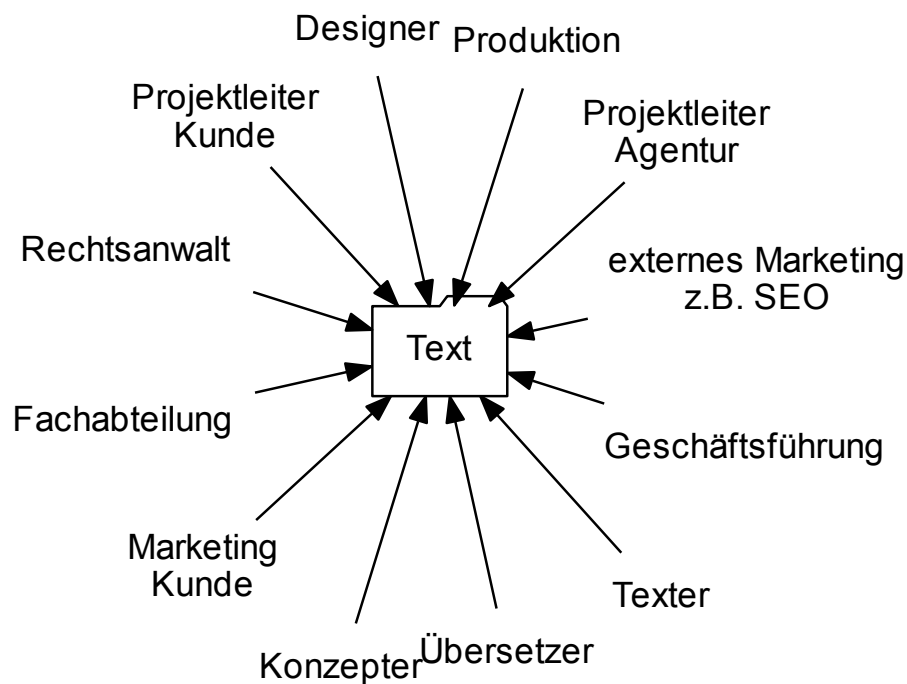 Designer
Produktion
Projektleiter
Kunde
Projektleiter
Agentur
Rechtsanwalt
externes Marketing
z.B. SEO
Text
Fachabteilung
Geschäftsführung
Marketing
Kunde
Texter
Konzepter
Übersetzer